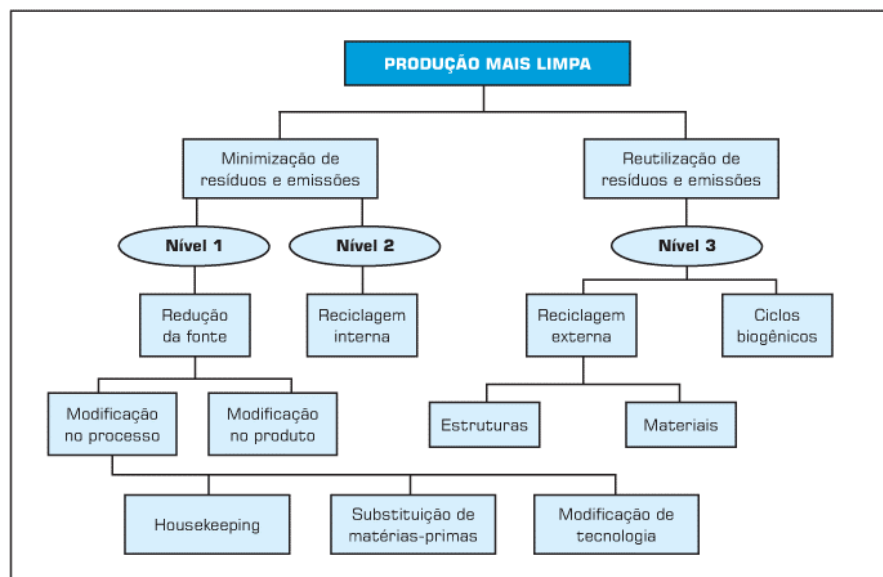 PRODUÇÃO MAIS LIMPA
Minimização de
resíduos e emissões
Reutilização de
resíduos e emissões
Nível 1
Nível 2
Nível 3
Redução
da fonte
Reciclagem
interna
Reciclagem
externa
Ciclos
biogênicos
Modificação
no processo
Modificação
no produto
Estruturas
Materiais
Housekeeping
Substituição de
matérias-primas
Modificação de
tecnologia